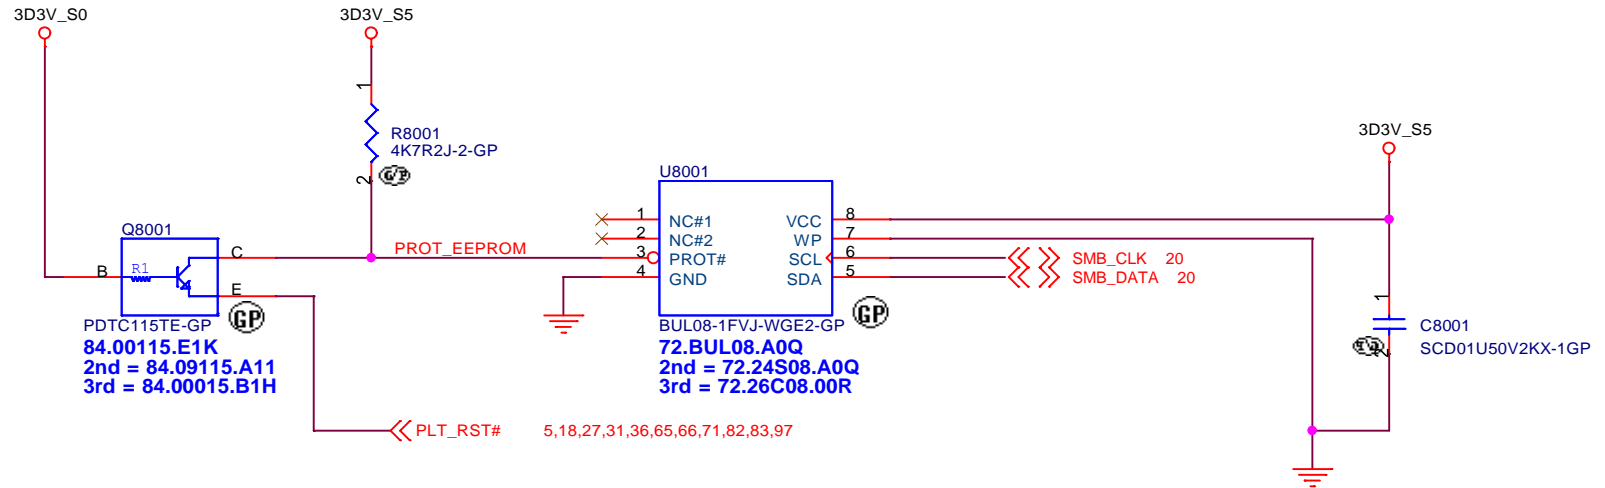 3D3V_S0
3D3V_S5
1
R8001
4K7R2J-2-GP
2
G/P
3D3V_S5
U8001
1 NC#1 VCC 8
2 NC#2 WP 7
3 PROT# SCL 6
4 GND SDA 5
PROT_EEPROM
SMB_CLK 20
SMB_DATA 20
Q8001
C
B R1
E
GP
PDTC115TE-GP
84.00115.E1K
2nd = 84.09115.A11
3rd = 84.00015.B1H
GP
BUL08-1FVJ-WGE2-GP
72.BUL08.A0Q
2nd = 72.24S08.A0Q
3rd = 72.26C08.00R
1
C8001
2
SCD01U50V2KX-1GP
PLT_RST# 5,18,27,31,36,65,66,71,82,83,97